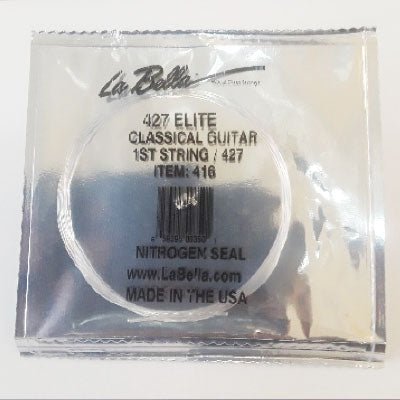 La Bella
427 ELITE
CLASSICAL GUITAR
1ST STRING / 427
ITEM: 416
NITROGEN SEAL
www.LaBella.com
MADE IN THE USA